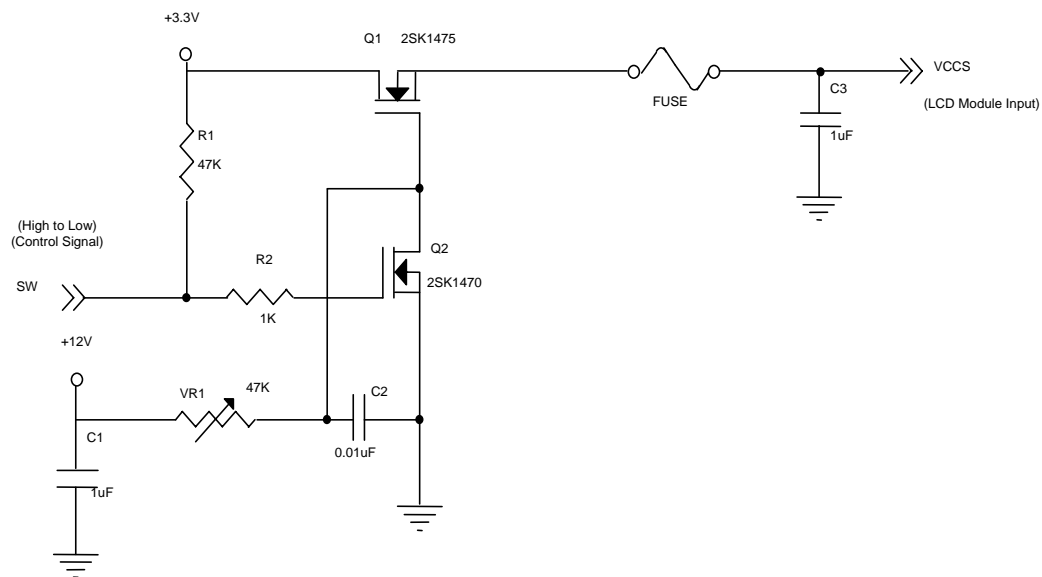 +3.3V
Q1 2SK1475
VCCS
FUSE
C3
(LCD Module Input)
R1
1uF
47K
(High to Low)
(Control Signal)
Q2
R2
SW
2SK1470
1K
+12V
VR1
47K
C2
C1
0.01uF
1uF